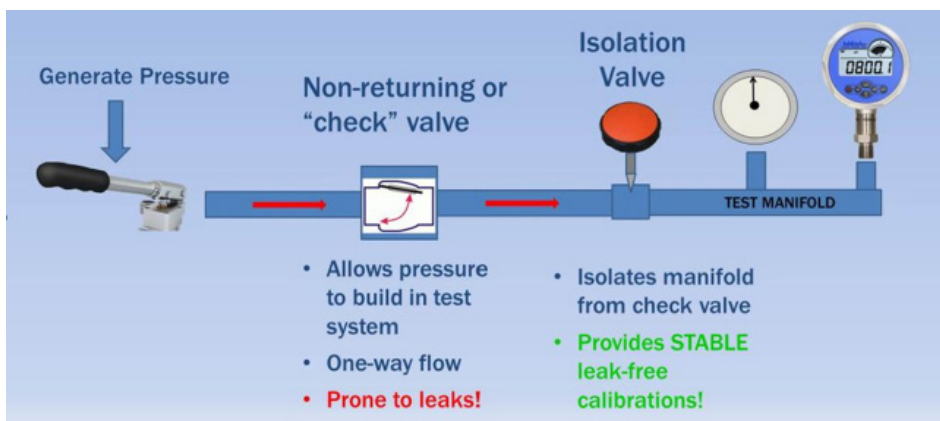 Generate Pressure
Non-returning or
“check” valve
Isolation
Valve
0800.1
TEST MANIFOLD
• Allows pressure
to build in test
system
• One-way flow
• Prone to leaks!
• Isolates manifold
from check valve
• Provides STABLE
leak-free
calibrations!